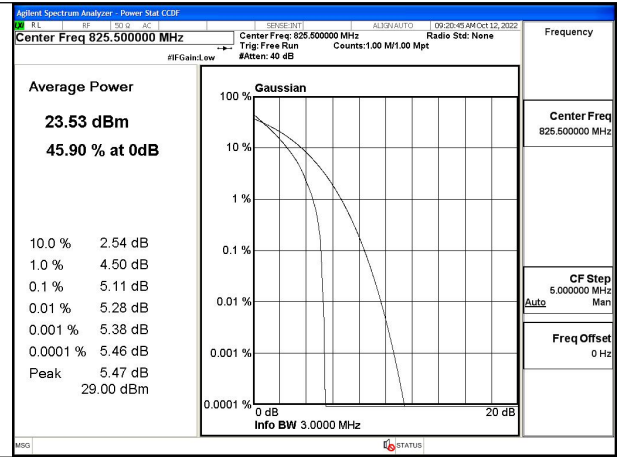 Agilent Spectrum Analyzer - Power Stat CCDF
RL RF 50 Ω AC SENSE:INT ALIGN AUTO 09:20:45 AM Oct 12, 2022
Center Freq 825.500000 MHz
Center Freq: 825.500000 MHz Radio Std: None
Trig: Free Run Counts:1.00 M/1.00 Mpt
#IFGain:Low #Atten: 40 dB
Frequency
Average Power
23.53 dBm
45.90 % at 0dB
10.0 % 2.54 dB
1.0 % 4.50 dB
0.1 % 5.11 dB
0.01 % 5.28 dB
0.001 % 5.38 dB
0.0001 % 5.46 dB
Peak 5.47 dB
29.00 dBm
Gaussian
100 %
10 %
1 %
0.1 %
0.01 %
0.001 %
0.0001 %
0 dB 20 dB
Info BW 3.0000 MHz
Center Freq
825.500000 MHz
CF Step
5.000000 MHz
Auto Man
Freq Offset
0 Hz
MSG STATUS